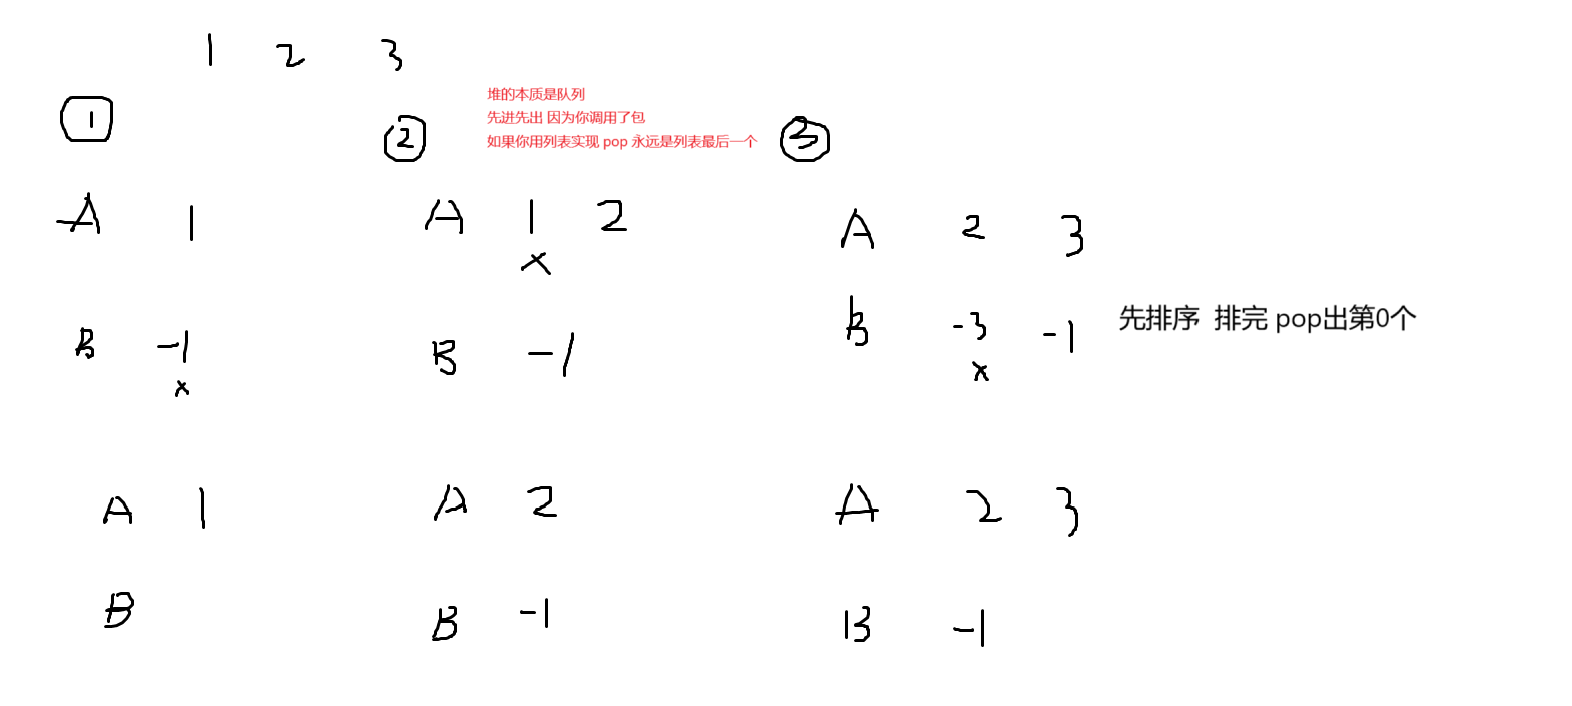 1 2 3
① ② 堆的本质是队列
先进先出 因为你调用了包
如果你用列表实现 pop 永远是列表最后一个 ③
A 1 A 1 2 A 2 3
x
B -1 B -1 B -3 -1 先排序 排完 pop出第0个
x x
A 1 A 2 A 2 3
B B -1 B -1